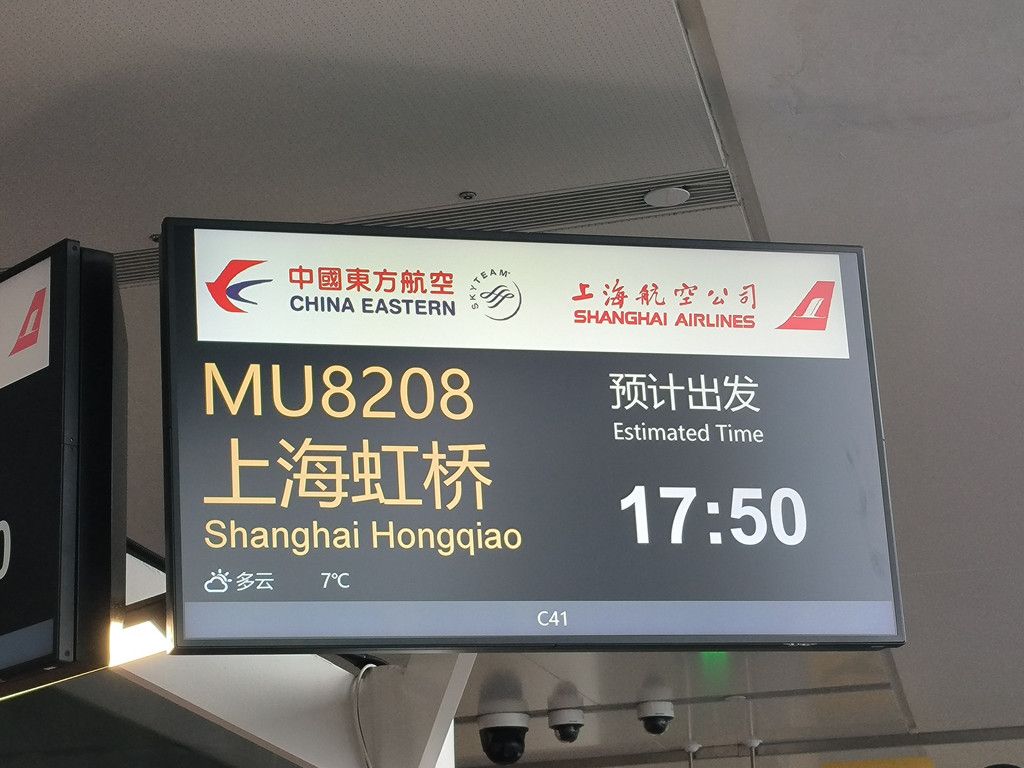 中國東方航空
CHINA EASTERN
SKYTEAM
上海航空公司
SHANGHAI AIRLINES
MU8208
上海虹桥
Shanghai Hongqiao
多云 7℃
预计出发
Estimated Time
17:50
C41
0